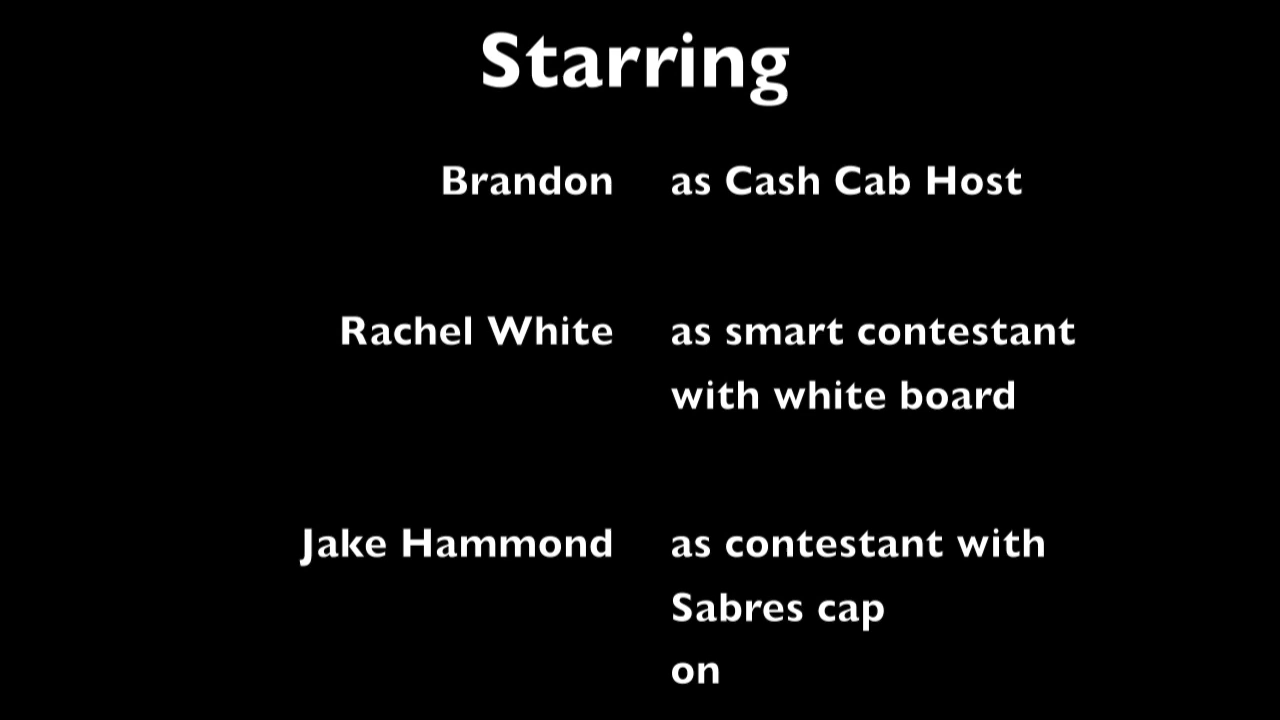 Starring
Brandon as Cash Cab Host
Rachel White as smart contestant
with white board
Jake Hammond as contestant with
Sabres cap
on